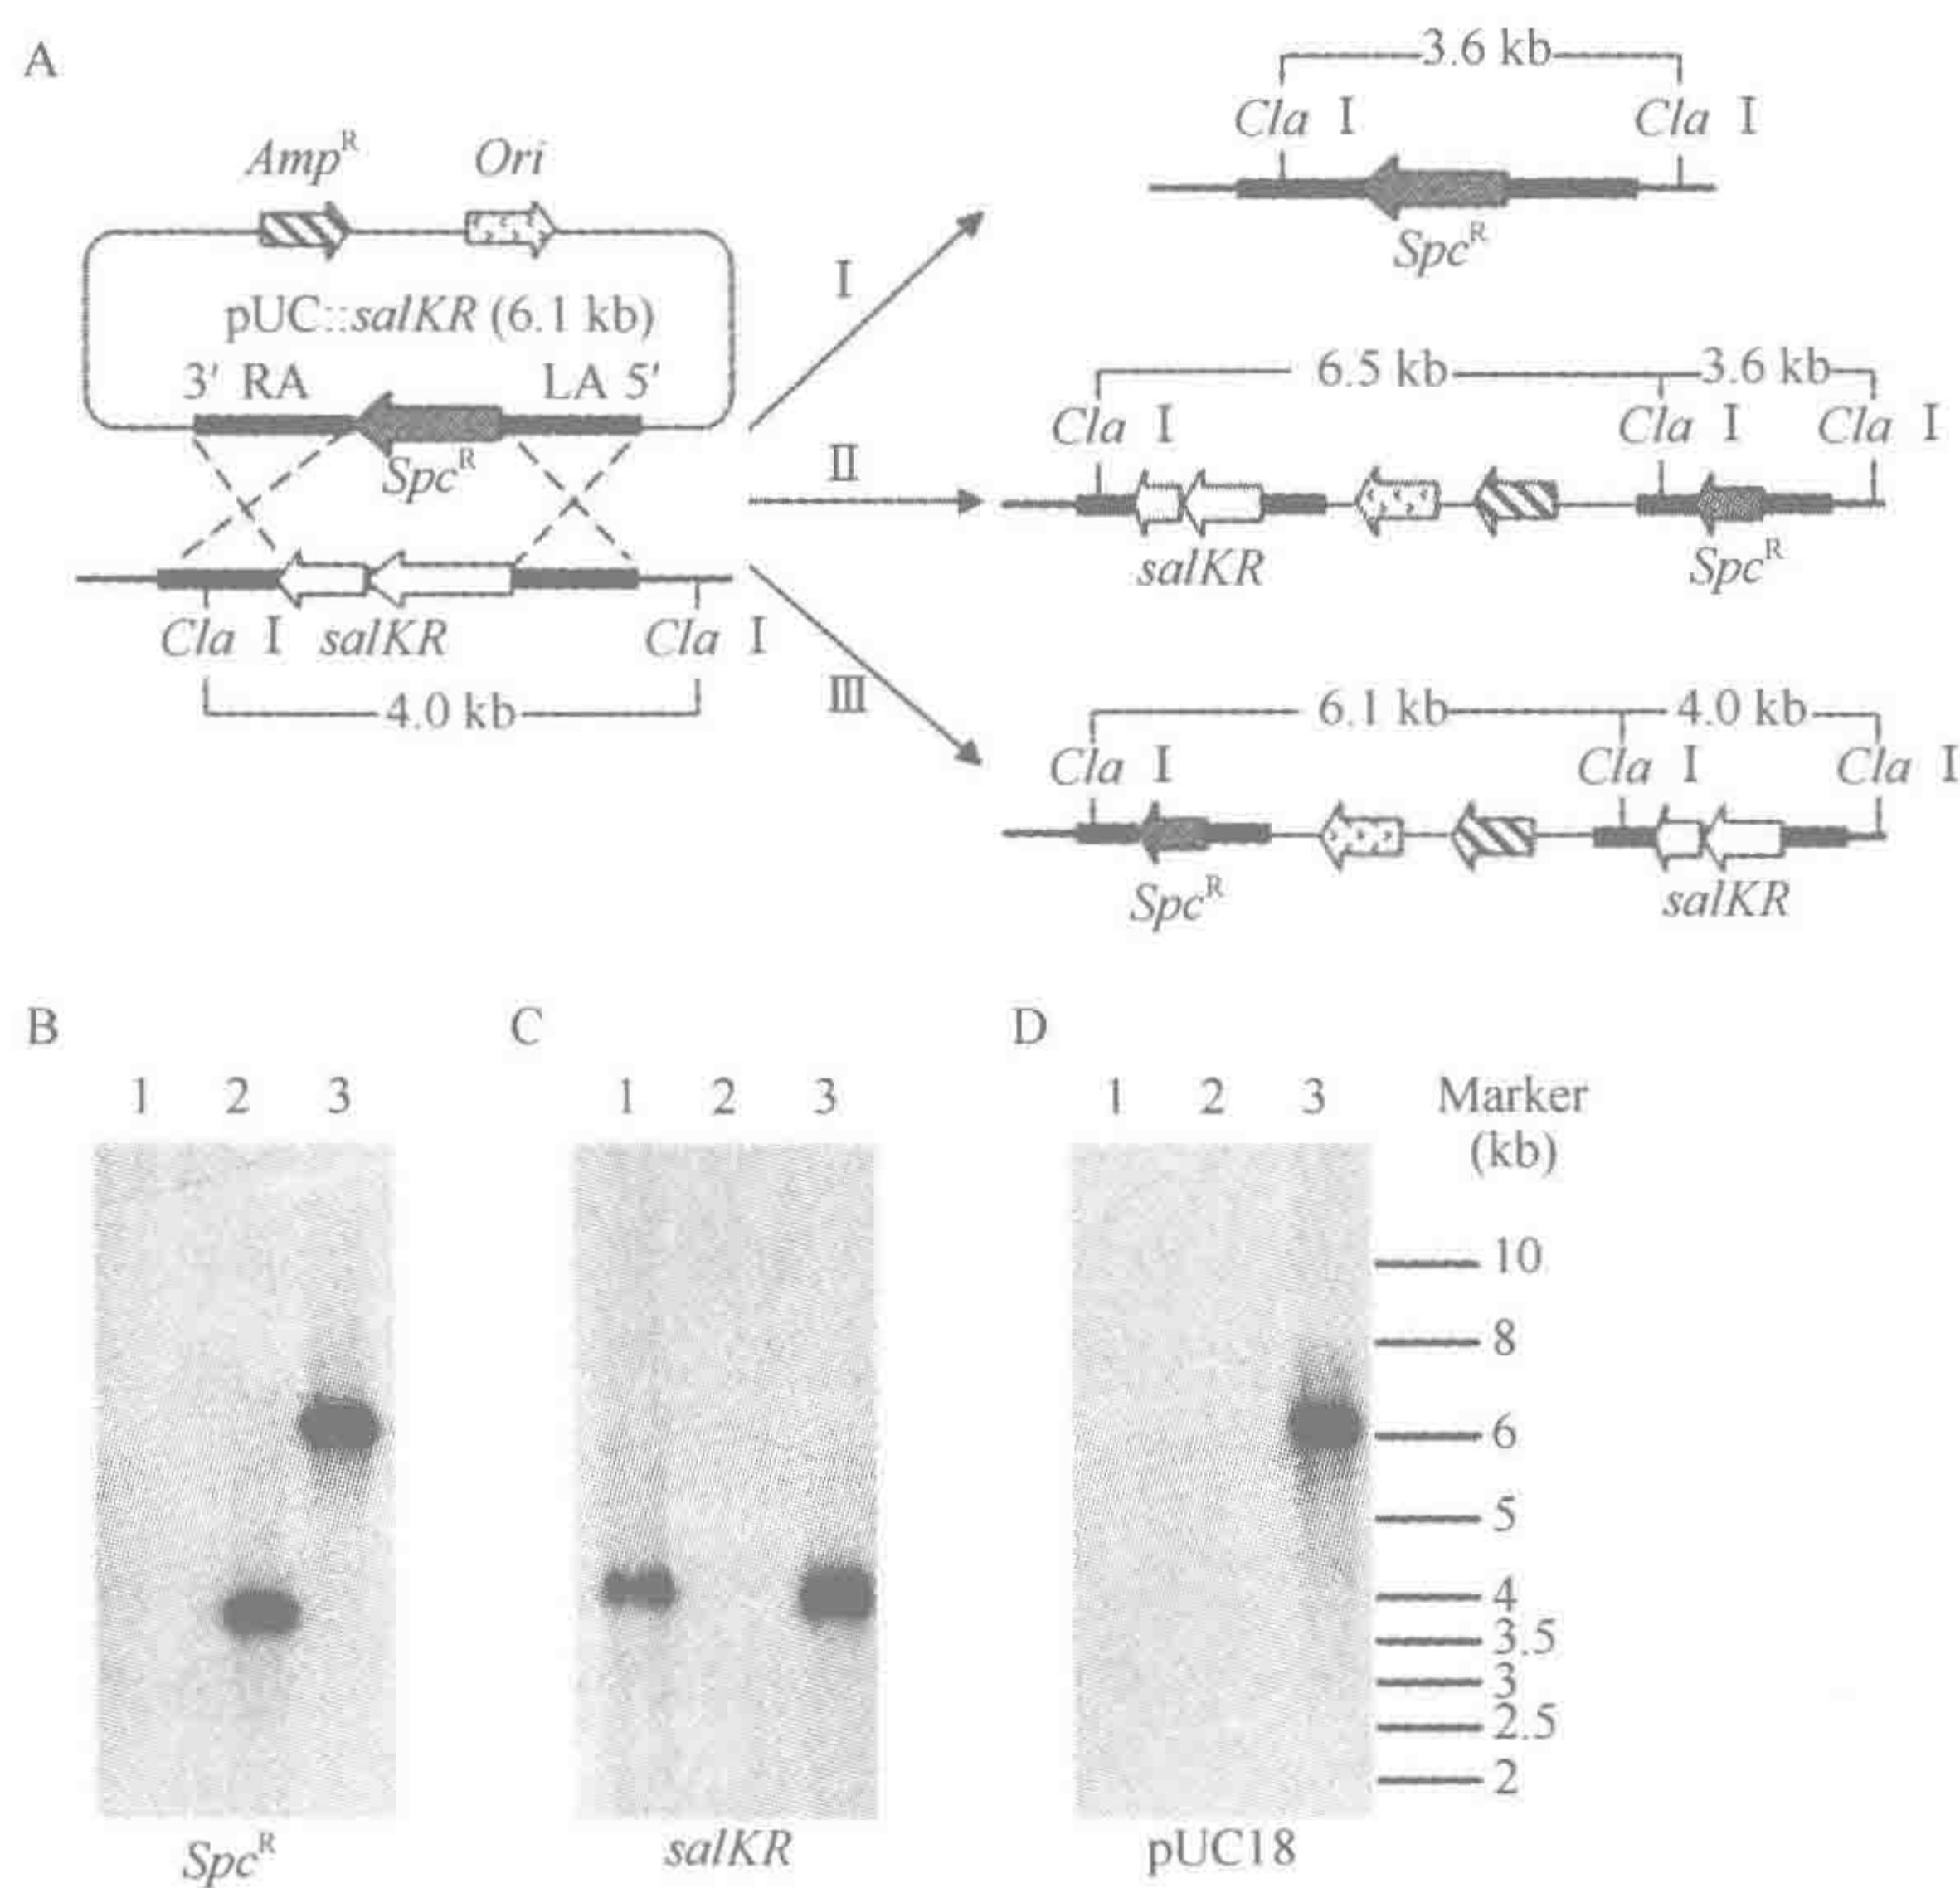 A
3.6 kb
Cla I Cla I
Spc^R
Amp^R Ori
pUC::salKR (6.1 kb)
3' RA LA 5'
Spc^R
Cla I salKR Cla I
4.0 kb
I
II
III
6.5 kb 3.6 kb
Cla I Cla I Cla I
salKR Spc^R
6.1 kb 4.0 kb
Cla I Cla I Cla I
Spc^R salKR
B
1 2 3
Spc^R
C
1 2 3
salKR
D
1 2 3
pUC18
Marker
(kb)
10
8
6
5
4
3.5
3
2.5
2